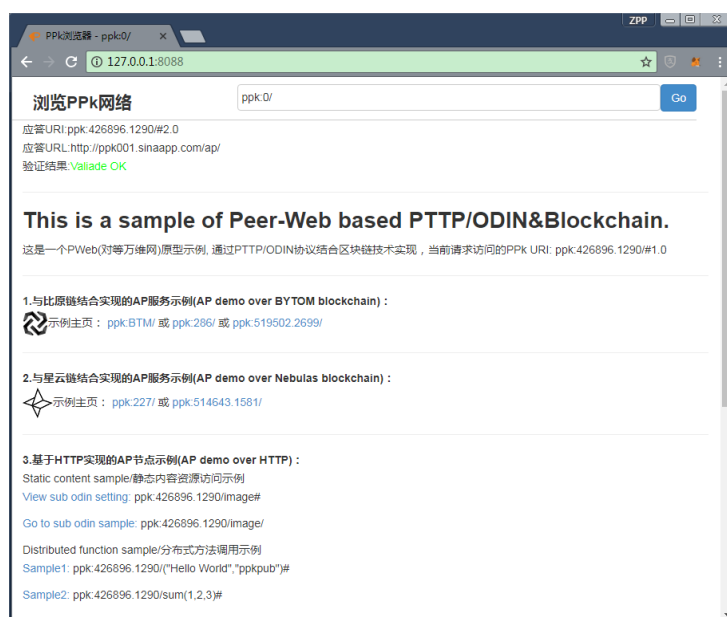 ZPP
PPk浏览器 - ppk:0/
127.0.0.1:8088
浏览PPk网络 ppk:0/ Go
应答URI:ppk:426896.1290/#2.0
应答URL:http://ppk001.sinaapp.com/ap/
验证结果:Valiade OK
This is a sample of Peer-Web based PTTP/ODIN&Blockchain.
这是一个PWeb(对等万维网)原型示例, 通过PTTP/ODIN协议结合区块链技术实现，当前请求访问的PPk URI: ppk:426896.1290/#1.0
1.与比原链结合实现的AP服务示例(AP demo over BYTOM blockchain)：
示例主页： ppk:BTM/ 或 ppk:286/ 或 ppk:519502.2699/
2.与星云链结合实现的AP服务示例(AP demo over Nebulas blockchain)：
示例主页： ppk:227/ 或 ppk:514643.1581/
3.基于HTTP实现的AP节点示例(AP demo over HTTP)：
Static content sample/静态内容资源访问示例
View sub odin setting: ppk:426896.1290/image#
Go to sub odin sample: ppk:426896.1290/image/
Distributed function sample/分布式方法调用示例
Sample1: ppk:426896.1290/("Hello World","ppkpub")#
Sample2: ppk:426896.1290/sum(1,2,3)#